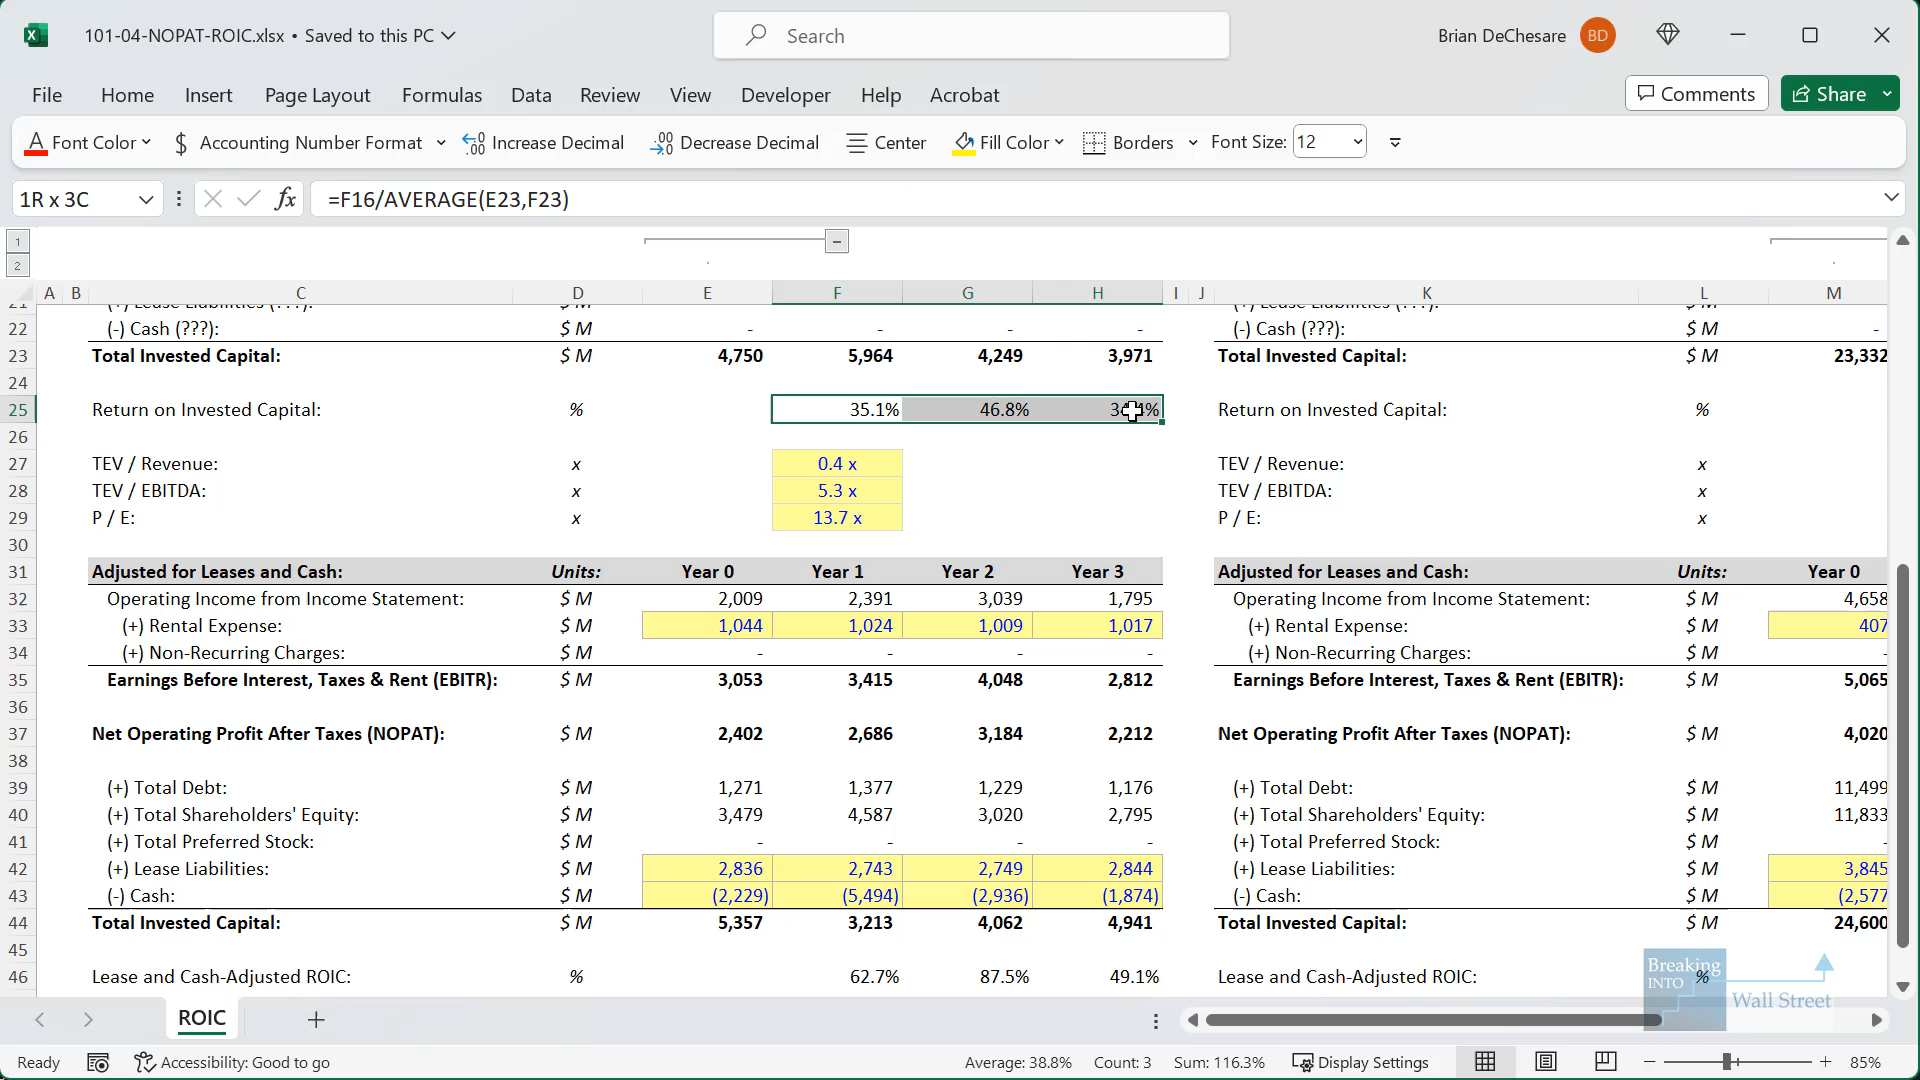 101-04-NOPAT-ROIC.xlsx • Saved to this PC
Search
Brian DeChesare BD
File Home Insert Page Layout Formulas Data Review View Developer Help Acrobat
Comments Share
Font Color $ Accounting Number Format Increase Decimal Decrease Decimal Center Fill Color Borders Font Size: 12
1R x 3C fx =F16/AVERAGE(E23,F23)
1
2
A B C D E F G H I J K L M
22 (-) Cash (???): $ M - - - - (-) Cash (???): $ M -
23 Total Invested Capital: $ M 4,750 5,964 4,249 3,971 Total Invested Capital: $ M 23,332
24
25 Return on Invested Capital: % 35.1% 46.8% Return on Invested Capital: %
26
27 TEV / Revenue: x 0.4 x TEV / Revenue: x
28 TEV / EBITDA: x 5.3 x TEV / EBITDA: x
29 P / E: x 13.7 x P / E: x
30
31 Adjusted for Leases and Cash: Units: Year 0 Year 1 Year 2 Year 3 Adjusted for Leases and Cash: Units: Year 0
32 Operating Income from Income Statement: $ M 2,009 2,391 3,039 1,795 Operating Income from Income Statement: $ M 4,658
33 (+) Rental Expense: $ M 1,044 1,024 1,009 1,017 (+) Rental Expense: $ M 407
34 (+) Non-Recurring Charges: $ M - - - - (+) Non-Recurring Charges: $ M -
35 Earnings Before Interest, Taxes & Rent (EBITR): $ M 3,053 3,415 4,048 2,812 Earnings Before Interest, Taxes & Rent (EBITR): $ M 5,065
36
37 Net Operating Profit After Taxes (NOPAT): $ M 2,402 2,686 3,184 2,212 Net Operating Profit After Taxes (NOPAT): $ M 4,020
38
39 (+) Total Debt: $ M 1,271 1,377 1,229 1,176 (+) Total Debt: $ M 11,499
40 (+) Total Shareholders' Equity: $ M 3,479 4,587 3,020 2,795 (+) Total Shareholders' Equity: $ M 11,833
41 (+) Total Preferred Stock: $ M - - - - (+) Total Preferred Stock: $ M -
42 (+) Lease Liabilities: $ M 2,836 2,743 2,749 2,844 (+) Lease Liabilities: $ M 3,845
43 (-) Cash: $ M (2,229) (5,494) (2,936) (1,874) (-) Cash: $ M (2,577
44 Total Invested Capital: $ M 5,357 3,213 4,062 4,941 Total Invested Capital: $ M 24,600
45
46 Lease and Cash-Adjusted ROIC: % 62.7% 87.5% 49.1% Lease and Cash-Adjusted ROIC: %
Breaking
INTO
Wall Street
ROIC
Ready Accessibility: Good to go Average: 38.8% Count: 3 Sum: 116.3% Display Settings 85%